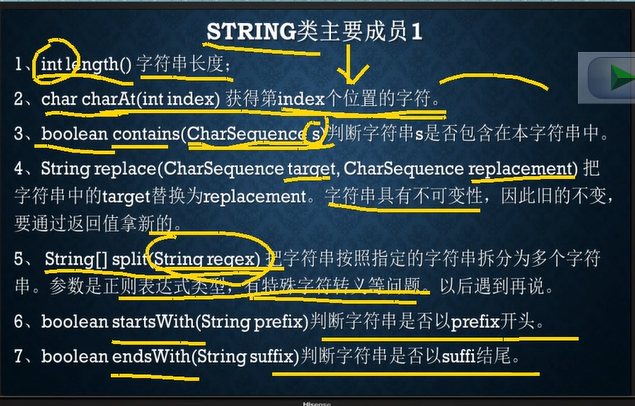 STRING类主要成员1
1、int length() 字符串长度；
2、char charAt(int index) 获得第index个位置的字符。
3、boolean contains(CharSequence s)判断字符串s是否包含在本字符串中。
4、String replace(CharSequence target, CharSequence replacement) 把
字符串中的target替换为replacement。字符串具有不可变性，因此旧的不变，
要通过返回值拿新的。
5、 String[] split(String regex) 把字符串按照指定的字符串拆分为多个字符
串。参数是正则表达式类型，有特殊字符转义等问题。以后遇到再说。
6、boolean startsWith(String prefix)判断字符串是否以prefix开头。
7、boolean endsWith(String suffix)判断字符串是否以suffi结尾。
Hisense